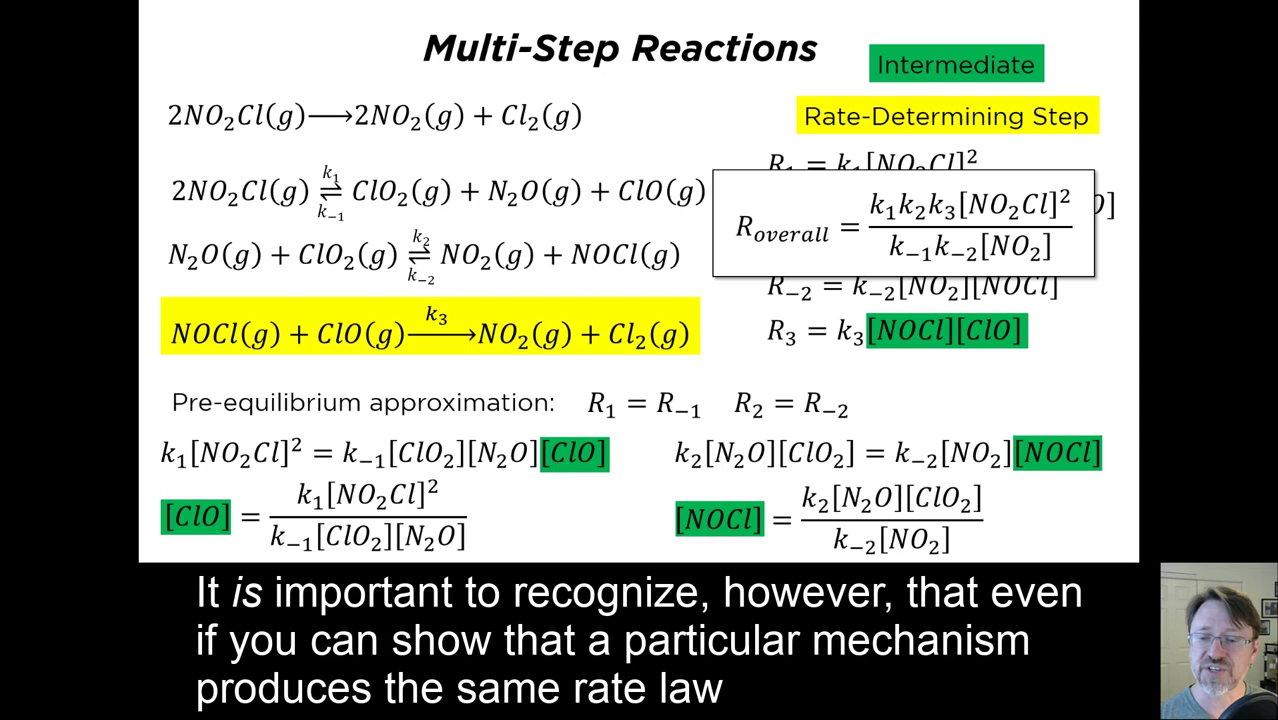 Multi-Step Reactions
Intermediate
2NO₂Cl(g)⟶2NO₂(g) + Cl₂(g)
Rate-Determining Step
R₁ = k₁[NO₂Cl]²
2NO₂Cl(g) ⇌ ClO₂(g) + N₂O(g) + ClO(g) k₁ k₋₁
R_overall = k₁k₂k₃[NO₂Cl]² / k₋₁k₋₂[NO₂]
N₂O(g) + ClO₂(g) ⇌ NO₂(g) + NOCl(g) k₂ k₋₂
R₋₂ = k₋₂[NO₂][NOCl]
NOCl(g) + ClO(g) ⟶ NO₂(g) + Cl₂(g) k₃
R₃ = k₃[NOCl][ClO]
Pre-equilibrium approximation: R₁ = R₋₁ R₂ = R₋₂
k₁[NO₂Cl]² = k₋₁[ClO₂][N₂O][ClO]
k₂[N₂O][ClO₂] = k₋₂[NO₂][NOCl]
[ClO] = k₁[NO₂Cl]² / k₋₁[ClO₂][N₂O]
[NOCl] = k₂[N₂O][ClO₂] / k₋₂[NO₂]
It is important to recognize, however, that even
if you can show that a particular mechanism
produces the same rate law